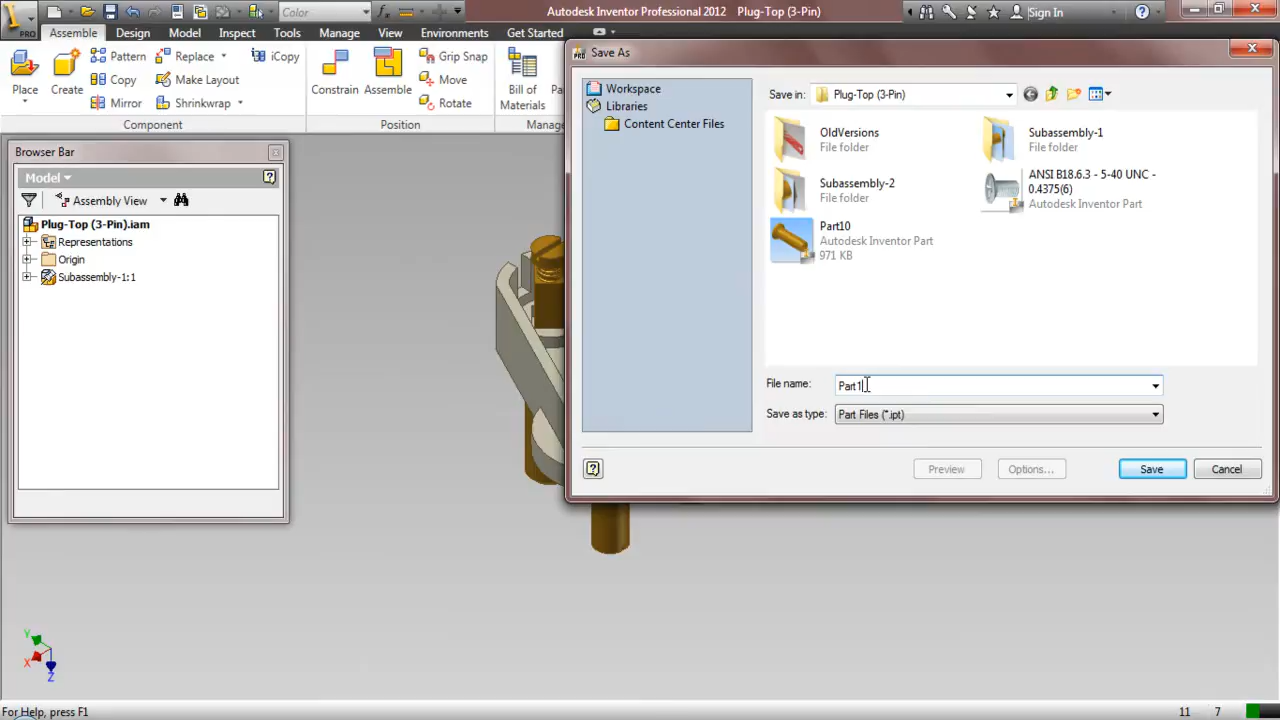 Color
Autodesk Inventor Professional 2012 Plug-Top (3-Pin)
Sign In
PRO
Assemble Design Model Inspect Tools Manage View Environments Get Started
Place
Create
Pattern
Copy
Mirror
Replace
Make Layout
Shrinkwrap
iCopy
Component
Constrain
Assemble
Grip Snap
Move
Rotate
Position
Bill of
Materials
Manag
Browser Bar
Model
Assembly View
Plug-Top (3-Pin).iam
Representations
Origin
Subassembly-1:1
Save As
Workspace
Libraries
Content Center Files
Save in: Plug-Top (3-Pin)
OldVersions
File folder
Subassembly-1
File folder
Subassembly-2
File folder
ANSI B18.6.3 - 5-40 UNC -
0.4375(6)
Autodesk Inventor Part
Part10
Autodesk Inventor Part
971 KB
File name: Part1
Save as type: Part Files (*.ipt)
Preview Options... Save Cancel
Y
X
Z
For Help, press F1
11 7